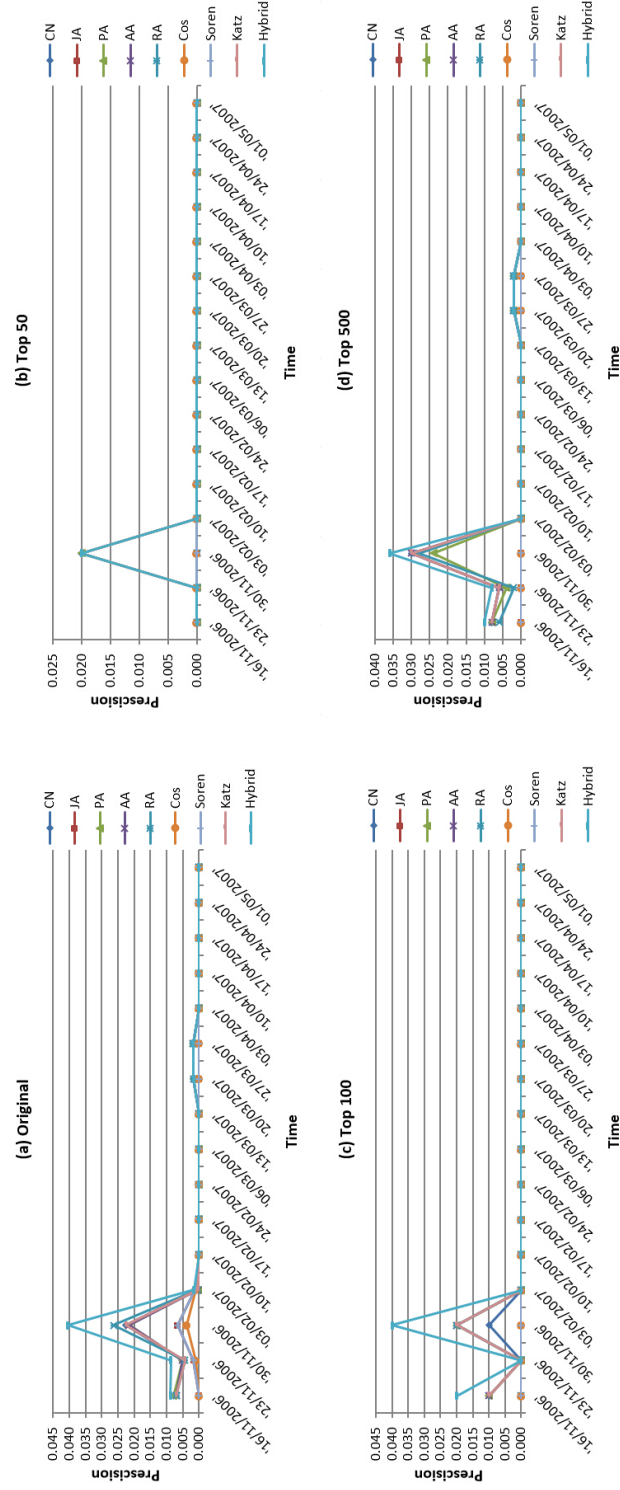 (a) Original
Prescision
0.045
0.040
0.035
0.030
0.025
0.020
0.015
0.010
0.005
0.000
'16/11/2006'
'23/11/2006'
'30/11/2006'
'03/02/2007'
'10/02/2007'
'17/02/2007'
'24/02/2007'
'06/03/2007'
'13/03/2007'
'20/03/2007'
'27/03/2007'
'03/04/2007'
'10/04/2007'
'17/04/2007'
'24/04/2007'
'01/05/2007'
Time
CN
JA
PA
AA
RA
Cos
Soren
Katz
Hybrid
(b) Top 50
Prescision
0.025
0.020
0.015
0.010
0.005
0.000
'16/11/2006'
'23/11/2006'
'30/11/2006'
'03/02/2007'
'10/02/2007'
'17/02/2007'
'24/02/2007'
'06/03/2007'
'13/03/2007'
'20/03/2007'
'27/03/2007'
'03/04/2007'
'10/04/2007'
'17/04/2007'
'24/04/2007'
'01/05/2007'
Time
CN
JA
PA
AA
RA
Cos
Soren
Katz
Hybrid
(c) Top 100
Prescision
0.040
0.035
0.030
0.025
0.020
0.015
0.010
0.005
0.000
'16/11/2006'
'23/11/2006'
'30/11/2006'
'03/02/2007'
'10/02/2007'
'17/02/2007'
'24/02/2007'
'06/03/2007'
'13/03/2007'
'20/03/2007'
'27/03/2007'
'03/04/2007'
'10/04/2007'
'17/04/2007'
'24/04/2007'
'01/05/2007'
Time
CN
JA
PA
AA
RA
Cos
Soren
Katz
Hybrid
(d) Top 500
Prescision
0.040
0.035
0.030
0.025
0.020
0.015
0.010
0.005
0.000
'16/11/2006'
'23/11/2006'
'30/11/2006'
'03/02/2007'
'10/02/2007'
'17/02/2007'
'24/02/2007'
'06/03/2007'
'13/03/2007'
'20/03/2007'
'27/03/2007'
'03/04/2007'
'10/04/2007'
'17/04/2007'
'24/04/2007'
'01/05/2007'
Time
CN
JA
PA
AA
RA
Cos
Soren
Katz
Hybrid